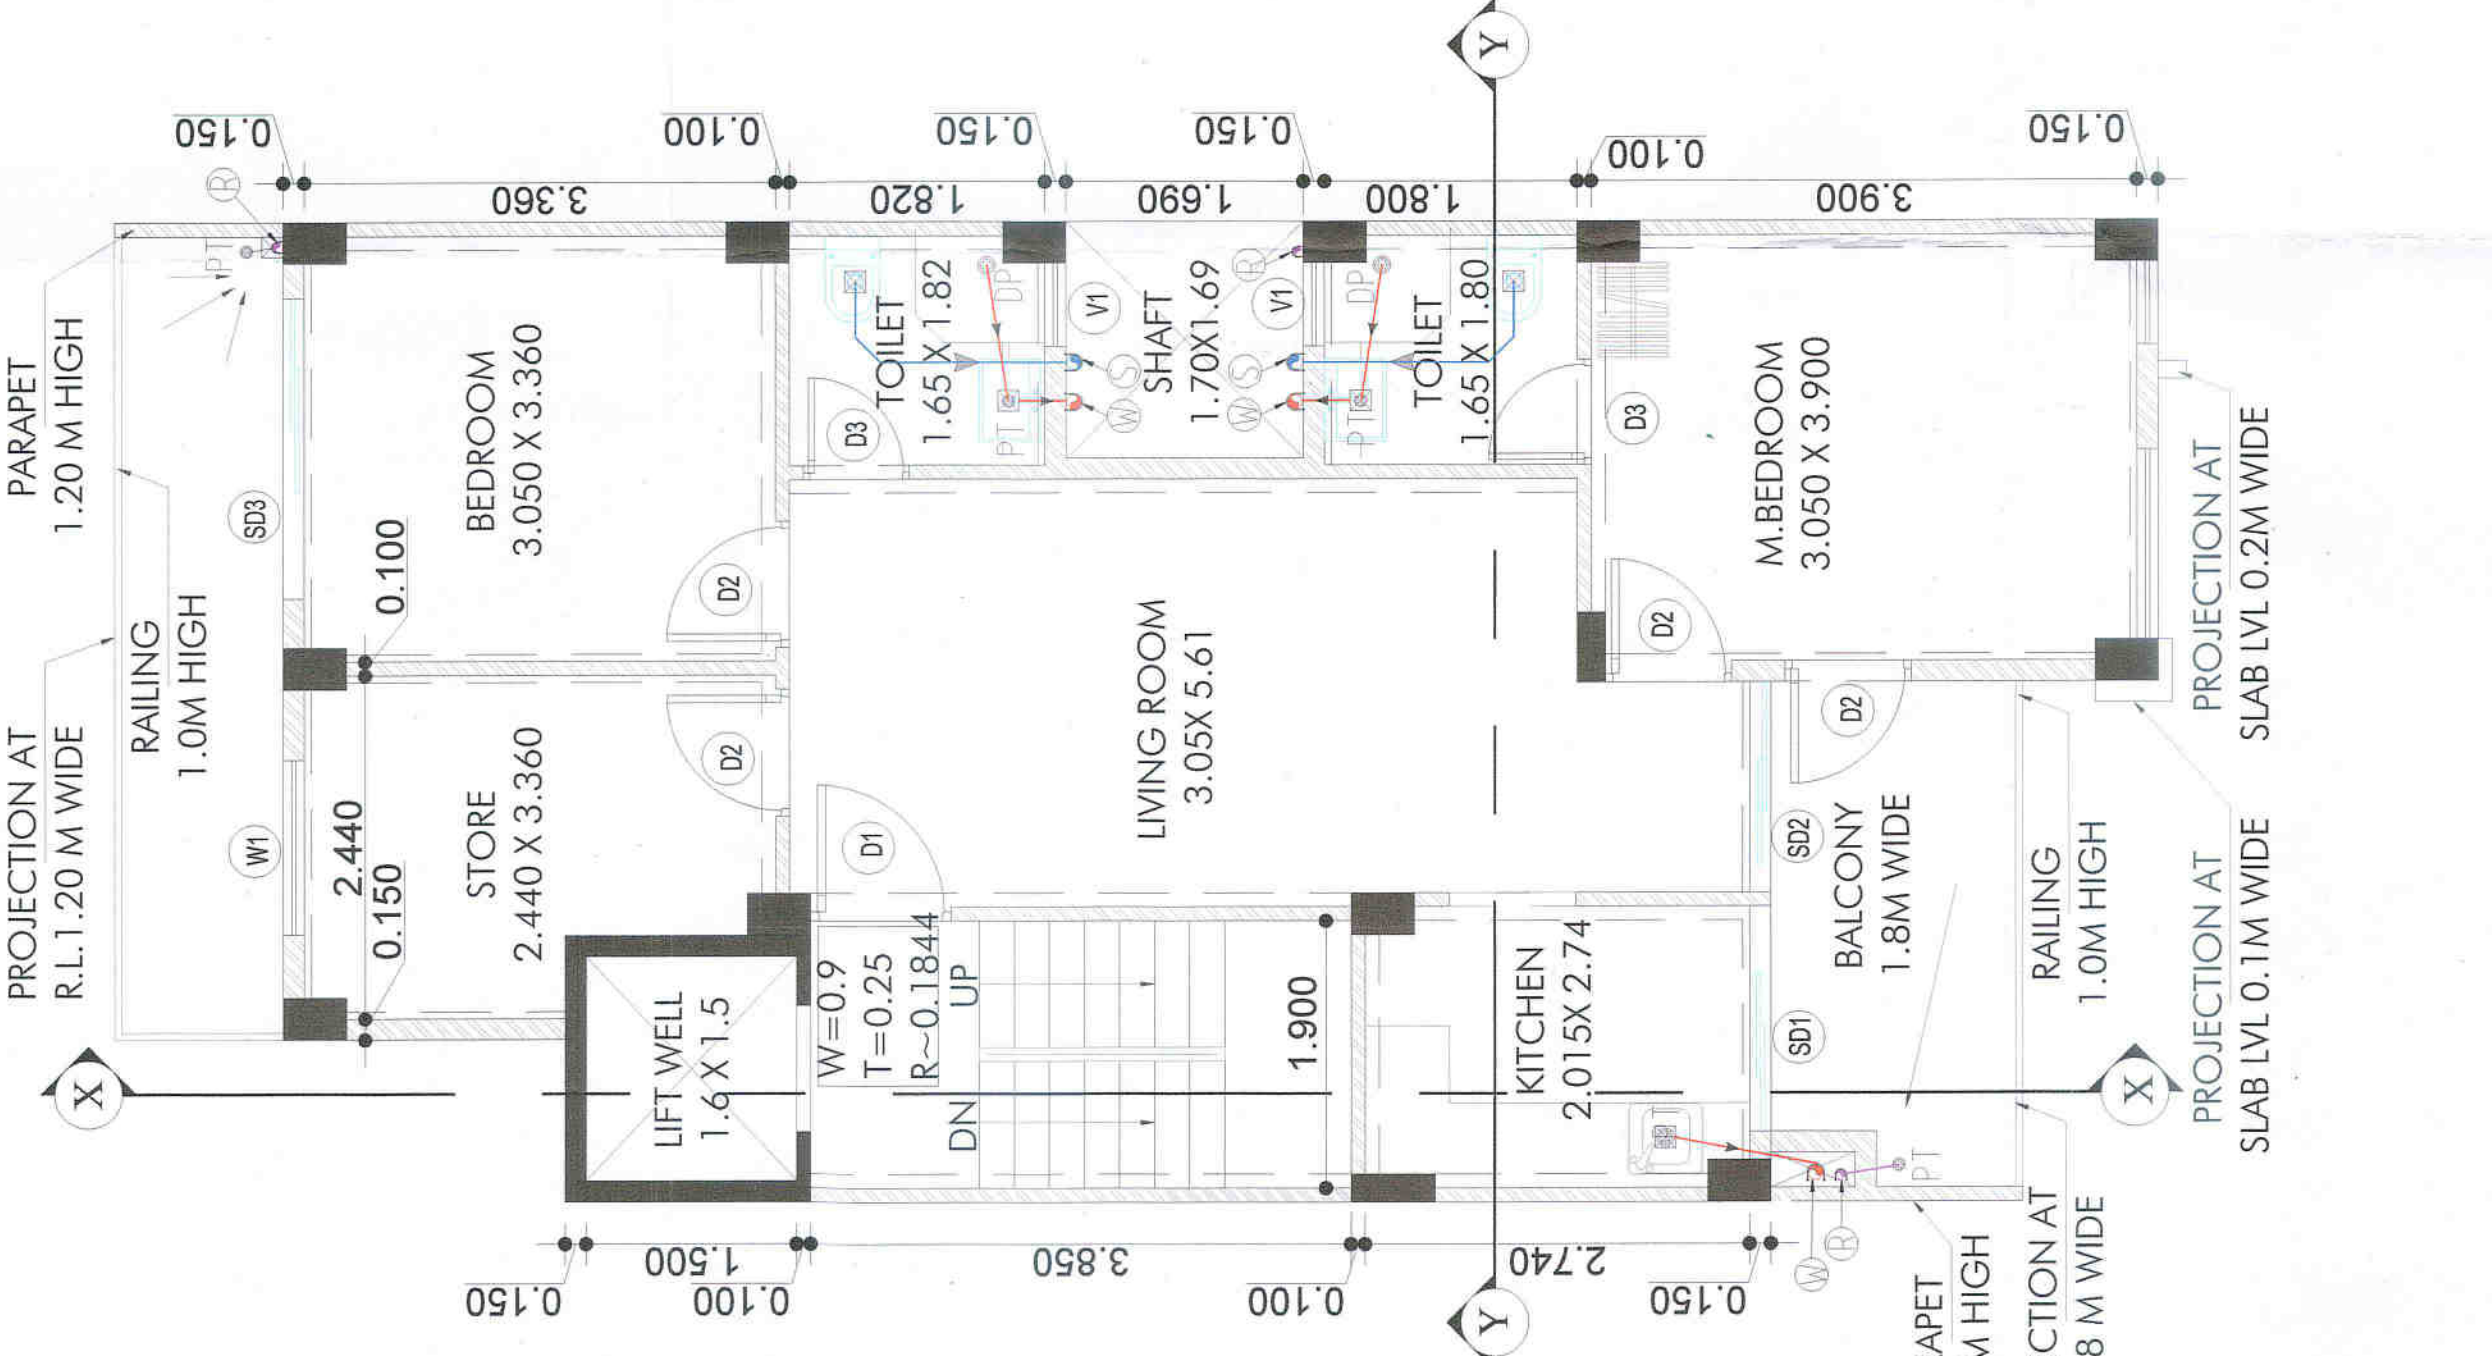 PARAPET
1.20 M HIGH
PROJECTION AT
R.L.1.20 M WIDE
RAILING
1.0M HIGH
R
PT
SD3
W1
0.150
3.360
0.100
1.820
0.150
1.690
0.150
1.800
0.100
3.900
0.150
0.100
2.440
0.150
BEDROOM
3.050 X 3.360
D2
STORE
2.440 X 3.360
D2
TOILET
1.65 X 1.82
D3
DP
PT
V1
SHAFT
1.70X1.69
S
W
R
V1
S
W
DP
PT
TOILET
1.65 X 1.80
D3
M.BEDROOM
3.050 X 3.900
D2
LIVING ROOM
3.05X 5.61
D1
LIFT WELL
1.6 X 1.5
W=0.9
T=0.25
R~0.1844
UP
DN
1.900
KITCHEN
2.015X 2.74
T
SD2
SD1
D2
BALCONY
1.8M WIDE
RAILING
1.0M HIGH
PT
W
R
PROJECTION AT
SLAB LVL 0.2M WIDE
PROJECTION AT
SLAB LVL 0.1M WIDE
X
X
Y
Y
0.150
1.500
0.100
3.850
0.100
2.740
0.150
APET
M HIGH
CTION AT
8 M WIDE